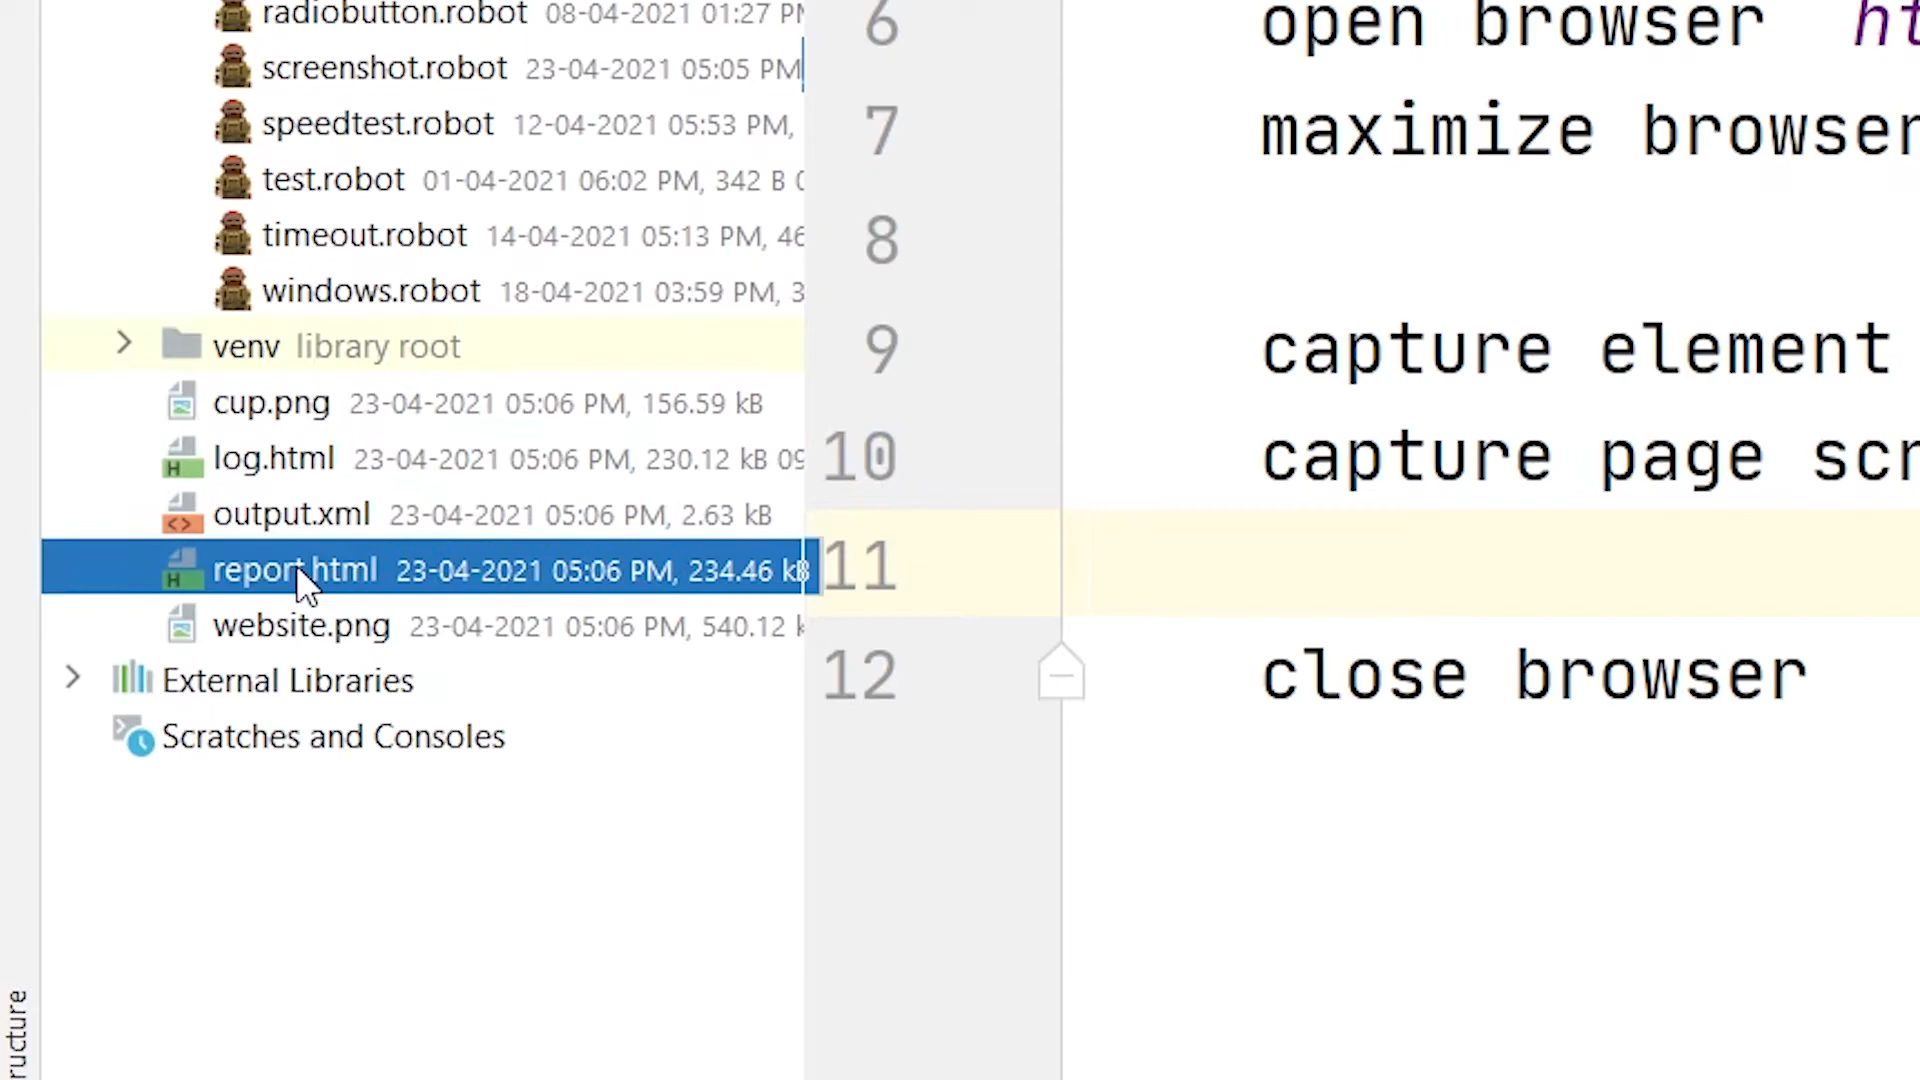 radiobutton.robot 08-04-2021 01:27 PM
screenshot.robot 23-04-2021 05:05 PM
speedtest.robot 12-04-2021 05:53 PM,
test.robot 01-04-2021 06:02 PM, 342 B
timeout.robot 14-04-2021 05:13 PM, 46
windows.robot 18-04-2021 03:59 PM, 3
venv library root
cup.png 23-04-2021 05:06 PM, 156.59 kB
log.html 23-04-2021 05:06 PM, 230.12 kB 09
output.xml 23-04-2021 05:06 PM, 2.63 kB
report.html 23-04-2021 05:06 PM, 234.46 kB
website.png 23-04-2021 05:06 PM, 540.12 k
External Libraries
Scratches and Consoles
ructure
6 open browser ht
7 maximize browser
8
9 capture element
10 capture page scr
11
12 close browser